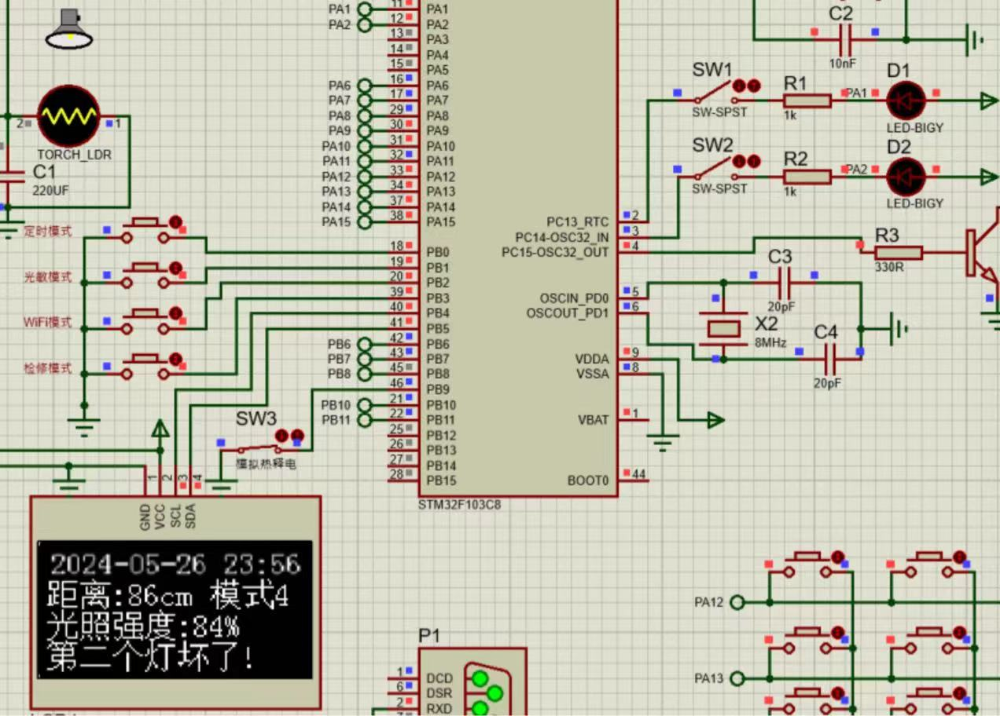 PA1
PA2
11
12
13
14
15
16
17
29
30
31
32
33
34
37
38
PA1
PA2
PA3
PA4
PA5
PA6
PA7
PA8
PA9
PA10
PA11
PA12
PA13
PA14
PA15
PA6
PA7
PA8
PA9
PA10
PA11
PA12
PA13
PA14
PA15
2
1
TORCH_LDR
C1
220UF
定时模式
光敏模式
WiFi模式
检修模式
18
19
20
39
40
41
42
43
45
46
21
22
25
26
27
28
PB0
PB1
PB2
PB3
PB4
PB5
PB6
PB7
PB8
PB9
PB10
PB11
PB12
PB13
PB14
PB15
PB6
PB7
PB8
PB10
PB11
SW3
模拟热释电
PC13_RTC
PC14-OSC32_IN
PC15-OSC32_OUT
OSCIN_PD0
OSCOUT_PD1
VDDA
VSSA
VBAT
BOOT0
2
3
4
5
6
9
8
1
44
STM32F103C8
C2
10nF
SW1
SW-SPST
R1
1k
PA1
D1
LED-BIGY
SW2
SW-SPST
R2
1k
PA2
D2
LED-BIGY
R3
330R
C3
20pF
X2
8MHz
C4
20pF
1
2
3
4
GND
VCC
SCL
SDA
2024-05-26 23:56
距离:86cm 模式4
光照强度:84%
第二个灯坏了!
P1
1
6
2
DCD
DSR
RXD
PA12
PA13